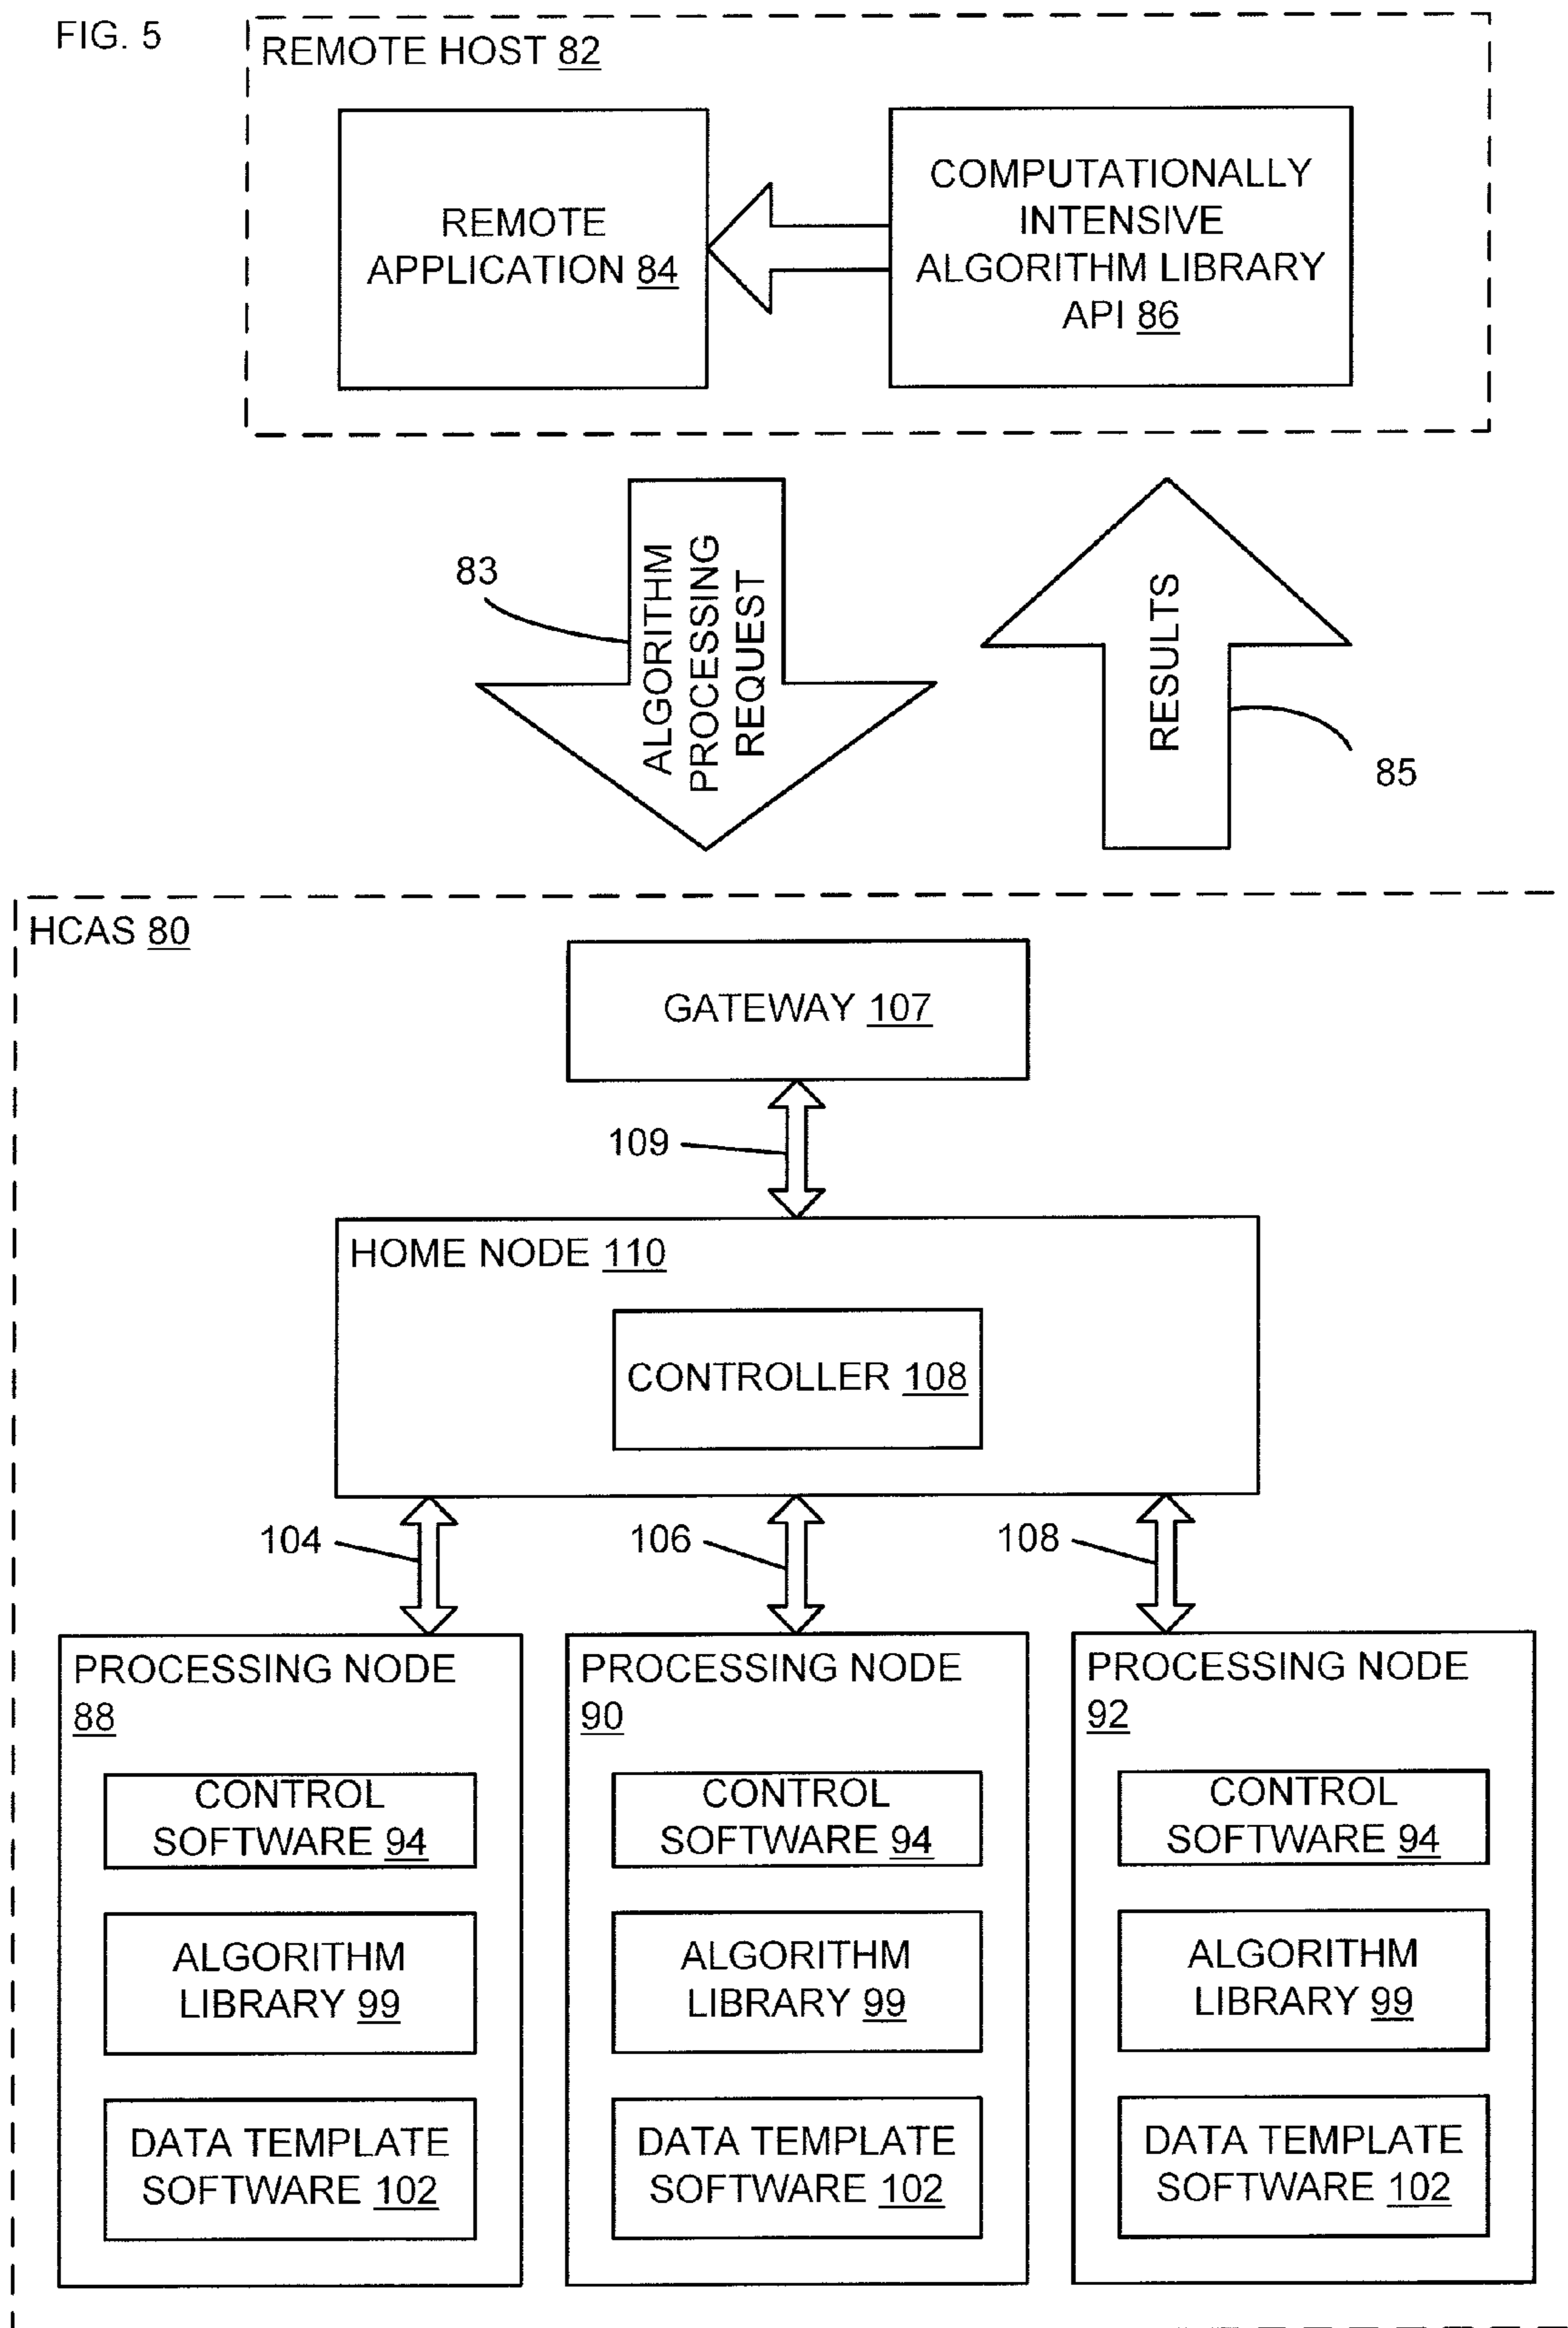 FIG. 5
REMOTE HOST 82
REMOTE
APPLICATION 84
COMPUTATIONALLY
INTENSIVE
ALGORITHM LIBRARY
API 86
83
ALGORITHM
PROCESSING
REQUEST
RESULTS
85
HCAS 80
GATEWAY 107
109
HOME NODE 110
CONTROLLER 108
104
106
108
PROCESSING NODE
88
CONTROL
SOFTWARE 94
ALGORITHM
LIBRARY 99
DATA TEMPLATE
SOFTWARE 102
PROCESSING NODE
90
CONTROL
SOFTWARE 94
ALGORITHM
LIBRARY 99
DATA TEMPLATE
SOFTWARE 102
PROCESSING NODE
92
CONTROL
SOFTWARE 94
ALGORITHM
LIBRARY 99
DATA TEMPLATE
SOFTWARE 102